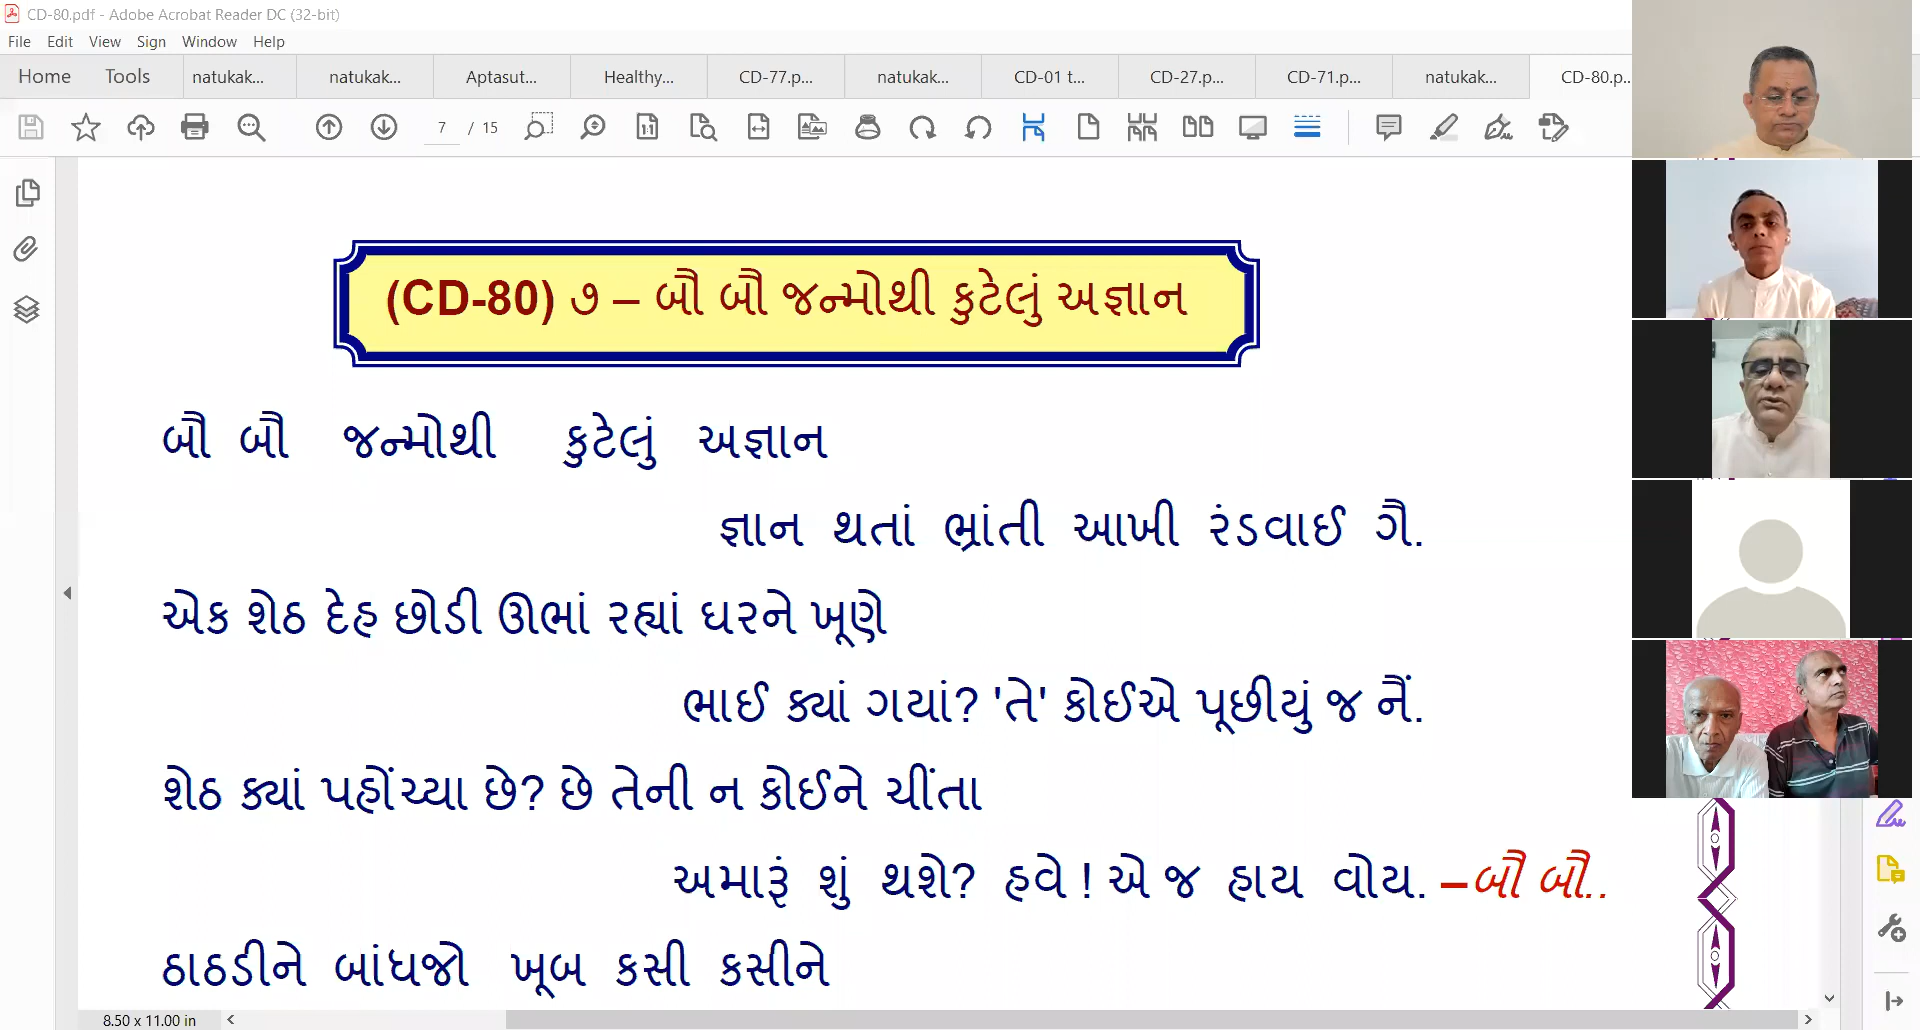 CD-80.pdf - Adobe Acrobat Reader DC (32-bit)
File Edit View Sign Window Help
Home Tools natukak... natukak... Aptasut... Healthy... CD-77.p... natukak... CD-01 t... CD-27.p... CD-71.p... natukak... CD-80.p...
7 / 15
(CD-80) ૭ – બૌ બૌ જન્મોથી કુટેલું અજ્ઞાન
બૌ બૌ જન્મોથી કુટેલું અજ્ઞાન
જ્ઞાન થતાં ભ્રાંતી આખી રંડવાઈ ગૈ.
એક શેઠ દેહ છોડી ઊભાં રહ્યાં ઘરને ખૂણે
ભાઈ ક્યાં ગયાં? 'તે' કોઈએ પૂછીયું જ નૈં.
શેઠ ક્યાં પહોંચ્યા છે? છે તેની ન કોઈને ચીંતા
અમારૂં શું થશે? હવે ! એ જ હાય વોય. –બૌ બૌ..
ઠાઠડીને બાંધજો ખૂબ કસી કસીને
8.50 x 11.00 in